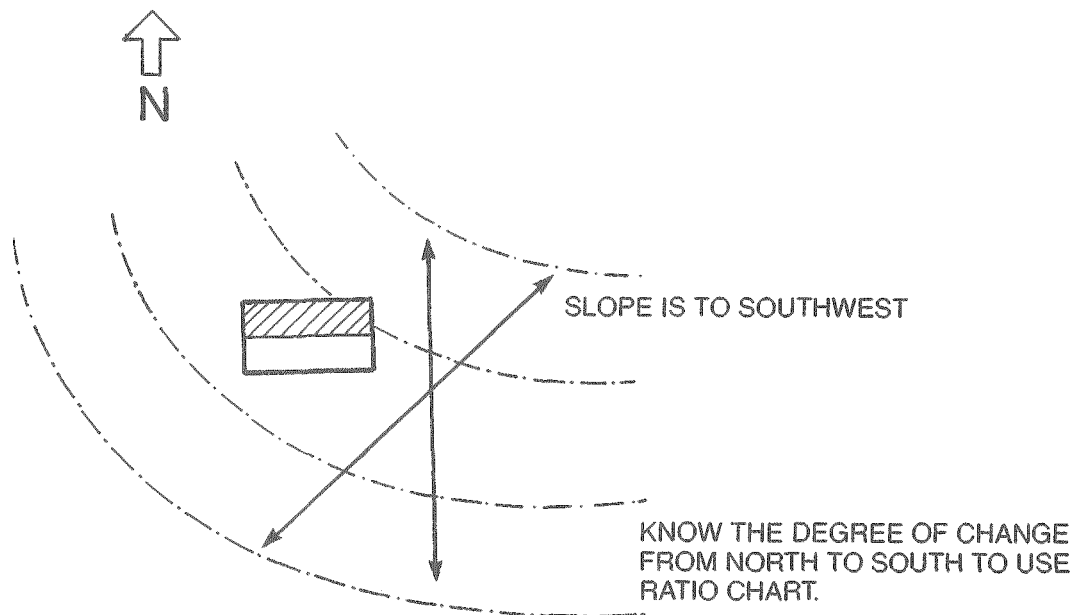 N
SLOPE IS TO SOUTHWEST
KNOW THE DEGREE OF CHANGE
FROM NORTH TO SOUTH TO USE
RATIO CHART.